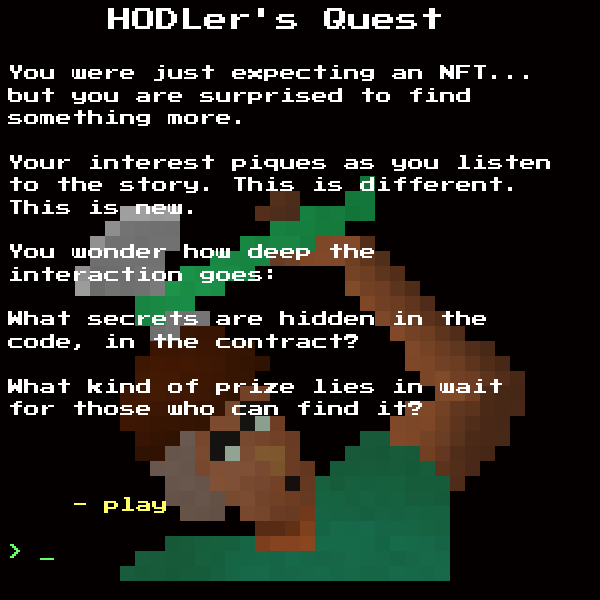 HODLer's Quest
You were just expecting an NFT...
but you are surprised to find
something more.
Your interest piques as you listen
to the story. This is different.
This is new.
You wonder how deep the
interaction goes:
What secrets are hidden in the
code, in the contract?
What kind of prize lies in wait
for those who can find it?
- play
> _